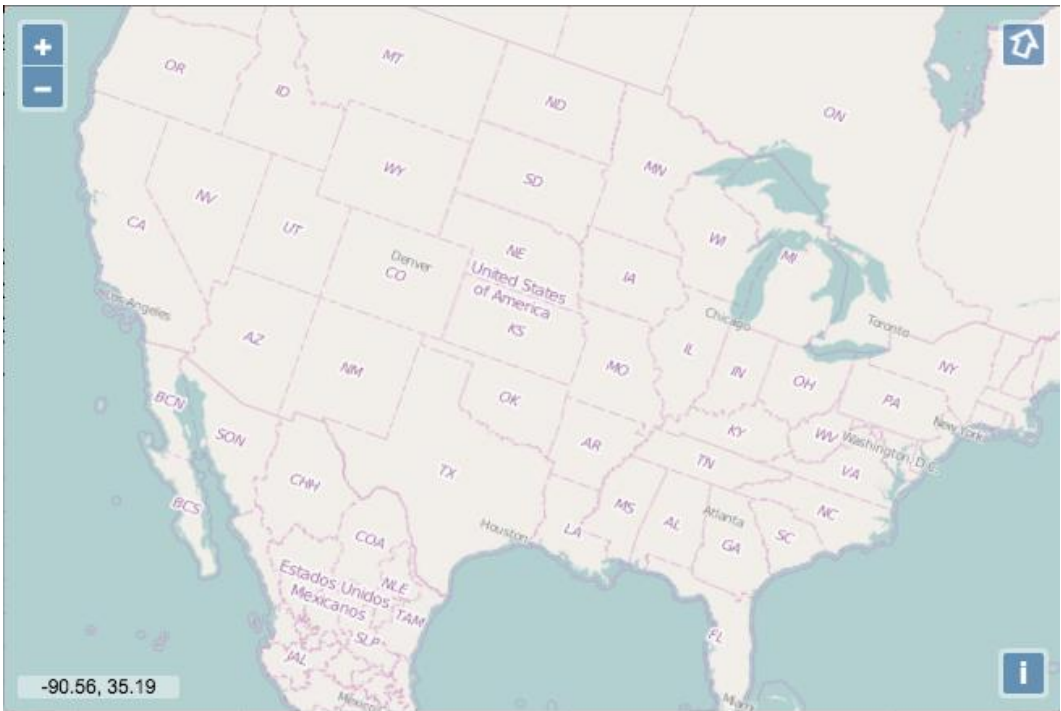 +
−
OR
MT
ID
ND
ON
WY
SD
MN
NV
CA
UT
NE
WI
MI
Denver
CO
United States
of America
IA
Los Angeles
Chicago
Toronto
AZ
KS
NM
MO
IL
IN
OH
NY
PA
BCN
OK
KY
WV
Washington, D.C.
New York
SON
AR
TN
VA
TX
CHH
BCS
MS
AL
Atlanta
NC
SC
GA
Houston
LA
COA
Estados Unidos
Mexicanos
NLE
TAM
SLP
FL
JAL
-90.56, 35.19
i